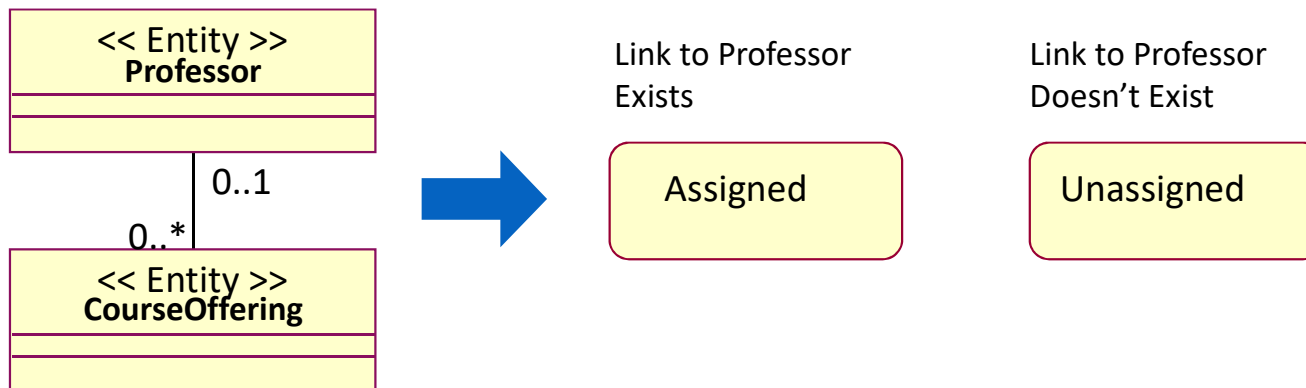 << Entity >>
Professor
0..1
0..*
<< Entity >>
CourseOffering
Link to Professor
Exists
Assigned
Link to Professor
Doesn’t Exist
Unassigned